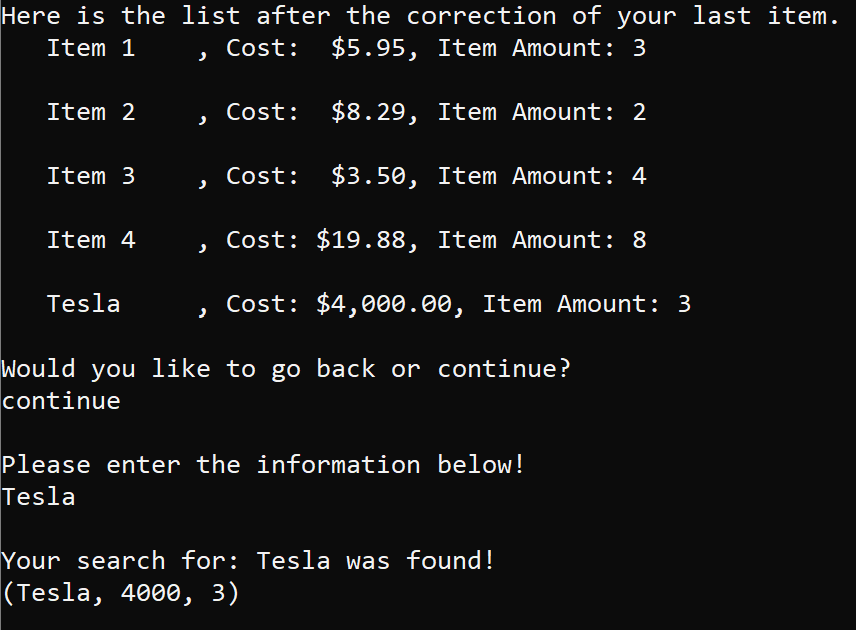 Here is the list after the correction of your last item.
   Item 1    , Cost:  $5.95, Item Amount: 3
   Item 2    , Cost:  $8.29, Item Amount: 2
   Item 3    , Cost:  $3.50, Item Amount: 4
   Item 4    , Cost: $19.88, Item Amount: 8
   Tesla     , Cost: $4,000.00, Item Amount: 3
Would you like to go back or continue?
continue
Please enter the information below!
Tesla
Your search for: Tesla was found!
(Tesla, 4000, 3)